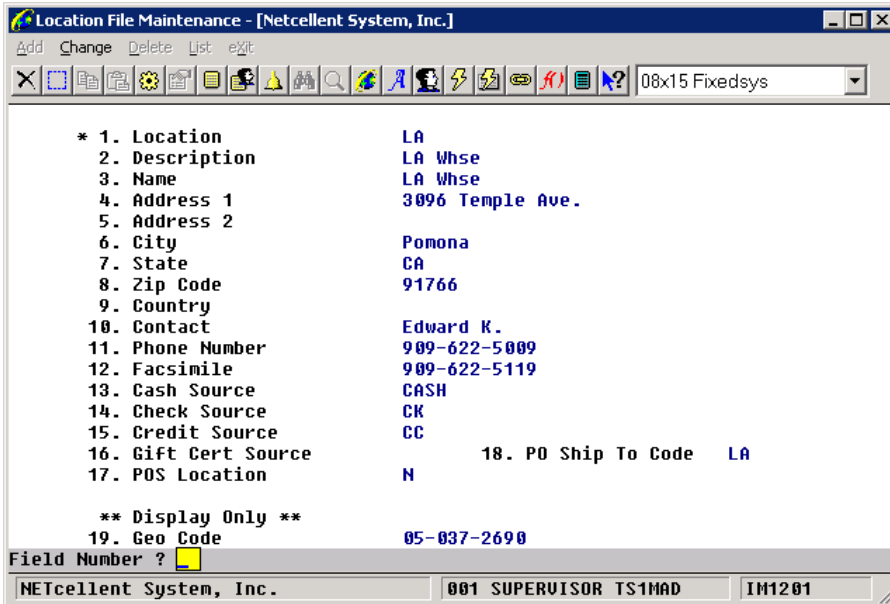 Location File Maintenance - [Netcellent System, Inc.]
Add Change Delete List eXit
08x15 Fixedsys
* 1. Location LA
2. Description LA Whse
3. Name LA Whse
4. Address 1 3096 Temple Ave.
5. Address 2
6. City Pomona
7. State CA
8. Zip Code 91766
9. Country
10. Contact Edward K.
11. Phone Number 909-622-5009
12. Facsimile 909-622-5119
13. Cash Source CASH
14. Check Source CK
15. Credit Source CC
16. Gift Cert Source 18. PO Ship To Code LA
17. POS Location N
** Display Only **
19. Geo Code 05-037-2690
Field Number ?
NETcellent System, Inc. 001 SUPERVISOR TS1MAD IM1201